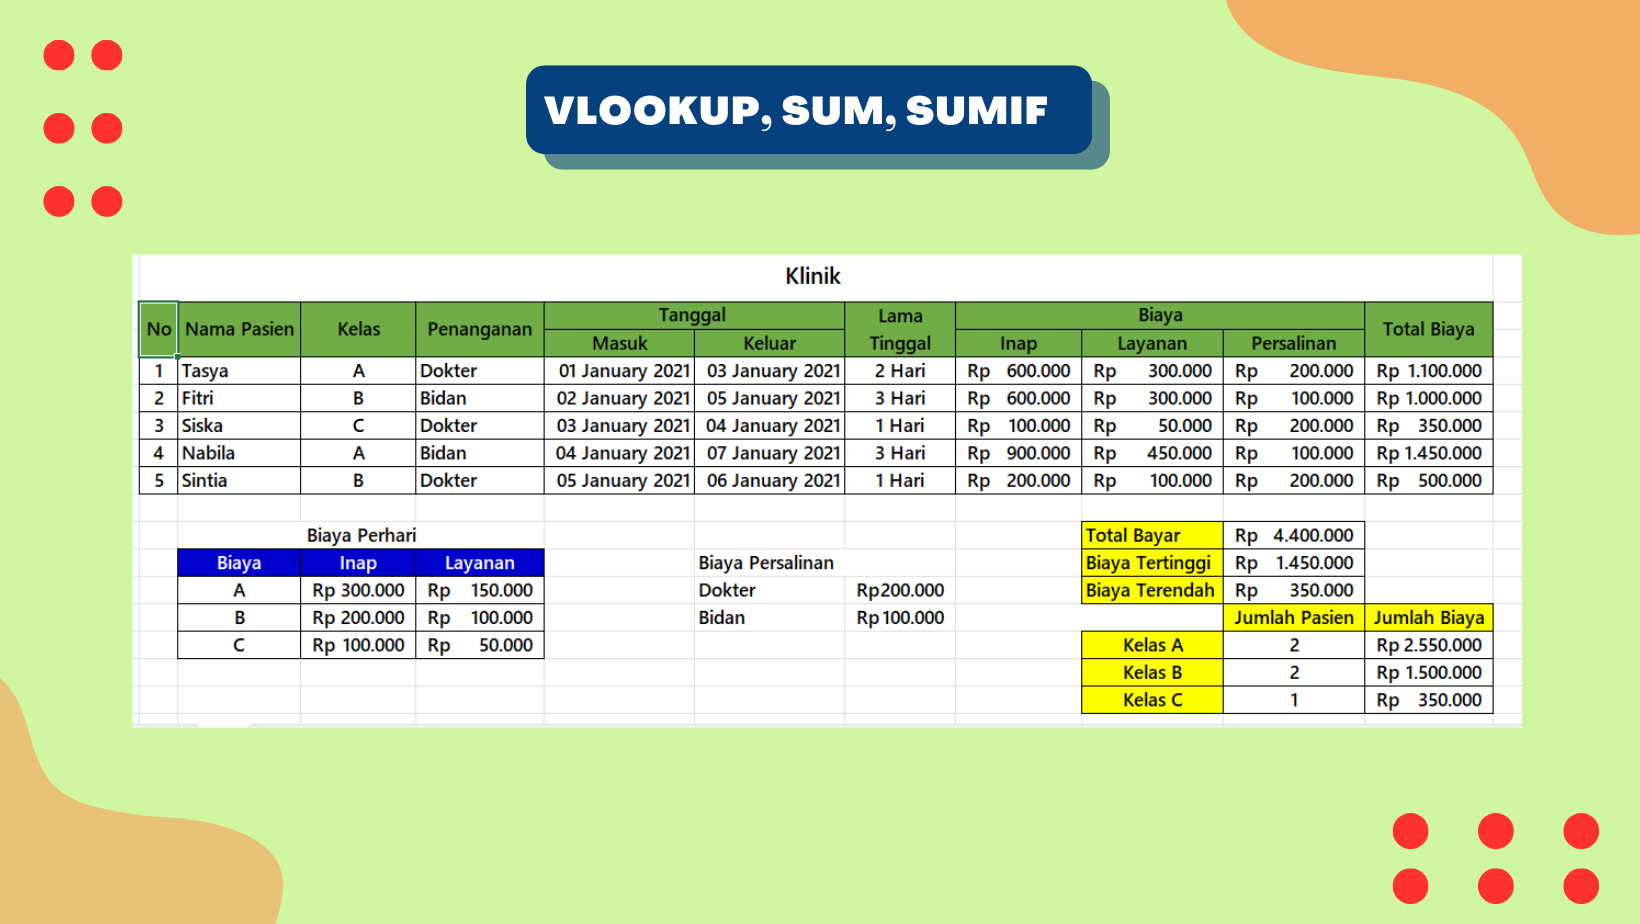 VLOOKUP, SUM, SUMIF
Klinik
No Nama Pasien Kelas Penanganan Tanggal Lama Tinggal Biaya Total Biaya
Masuk Keluar Inap Layanan Persalinan
1 Tasya A Dokter 01 January 2021 03 January 2021 2 Hari Rp 600.000 Rp 300.000 Rp 200.000 Rp 1.100.000
2 Fitri B Bidan 02 January 2021 05 January 2021 3 Hari Rp 600.000 Rp 300.000 Rp 100.000 Rp 1.000.000
3 Siska C Dokter 03 January 2021 04 January 2021 1 Hari Rp 100.000 Rp 50.000 Rp 200.000 Rp 350.000
4 Nabila A Bidan 04 January 2021 07 January 2021 3 Hari Rp 900.000 Rp 450.000 Rp 100.000 Rp 1.450.000
5 Sintia B Dokter 05 January 2021 06 January 2021 1 Hari Rp 200.000 Rp 100.000 Rp 200.000 Rp 500.000
Biaya Perhari
Biaya Inap Layanan
A Rp 300.000 Rp 150.000
B Rp 200.000 Rp 100.000
C Rp 100.000 Rp 50.000
Biaya Persalinan
Dokter Rp200.000
Bidan Rp100.000
Total Bayar Rp 4.400.000
Biaya Tertinggi Rp 1.450.000
Biaya Terendah Rp 350.000
Jumlah Pasien Jumlah Biaya
Kelas A 2 Rp 2.550.000
Kelas B 2 Rp 1.500.000
Kelas C 1 Rp 350.000